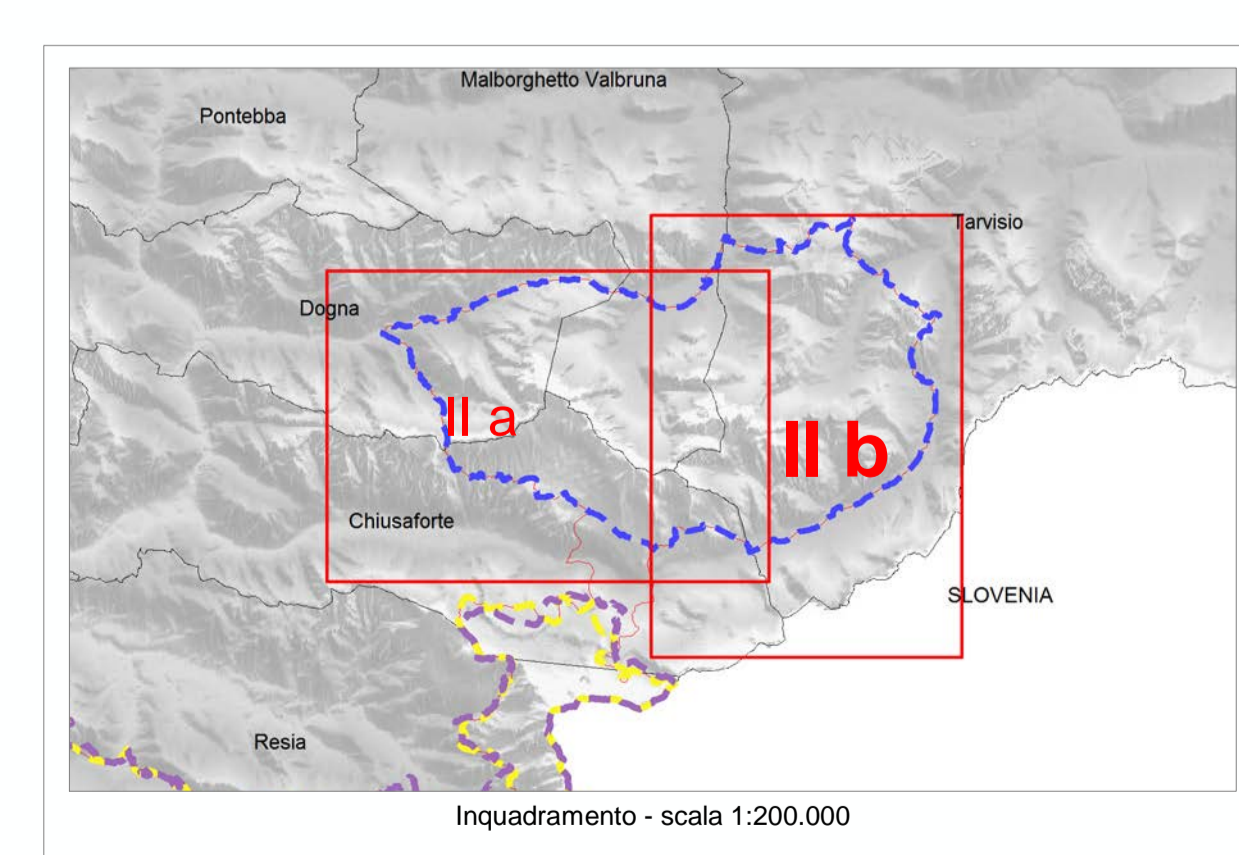 Malborghetto Valbruna
Pontebba
Tarvisio
Dogna
II a
II b
Chiusaforte
SLOVENIA
Resia
Inquadramento - scala 1:200.000